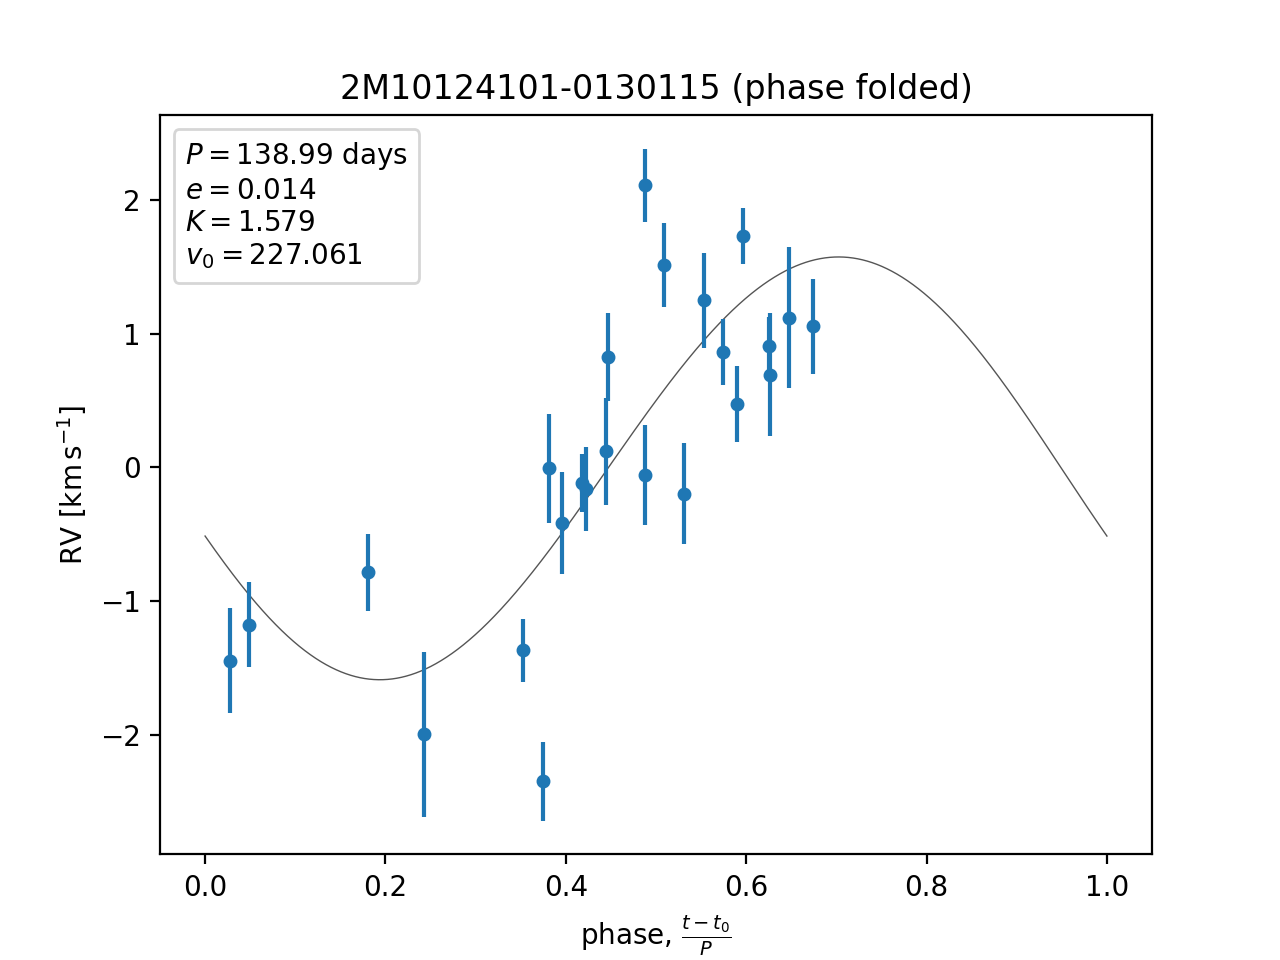 2M10124101-0130115 (phase folded)
P = 138.99 days
e = 0.014
K = 1.579
v₀ = 227.061
2
1
0
−1
−2
RV [km s⁻¹]
0.0 0.2 0.4 0.6 0.8 1.0
phase, (t − t₀)/P